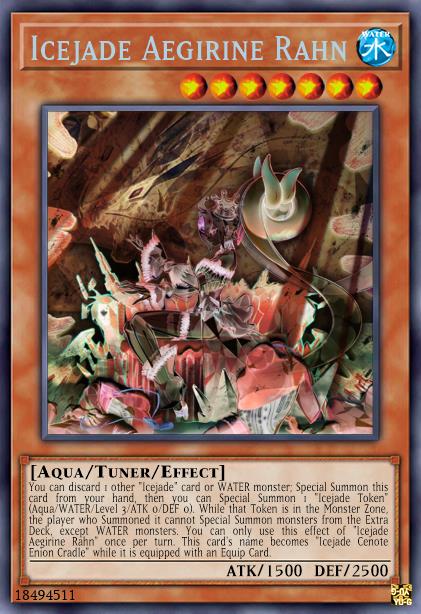 Icejade Aegirine Rahn
WATER
水
[Aqua/Tuner/Effect]
You can discard 1 other "Icejade" card or WATER monster; Special Summon this
card from your hand, then you can Special Summon 1 "Icejade Token"
(Aqua/WATER/Level 3/ATK 0/DEF 0). While that Token is in the Monster Zone,
the player who Summoned it cannot Special Summon monsters from the Extra
Deck, except WATER monsters. You can only use this effect of "Icejade
Aegirine Rahn" once per turn. This card's name becomes "Icejade Cenote
Enion Cradle" while it is equipped with an Equip Card.
ATK/1500 DEF/2500
18494511